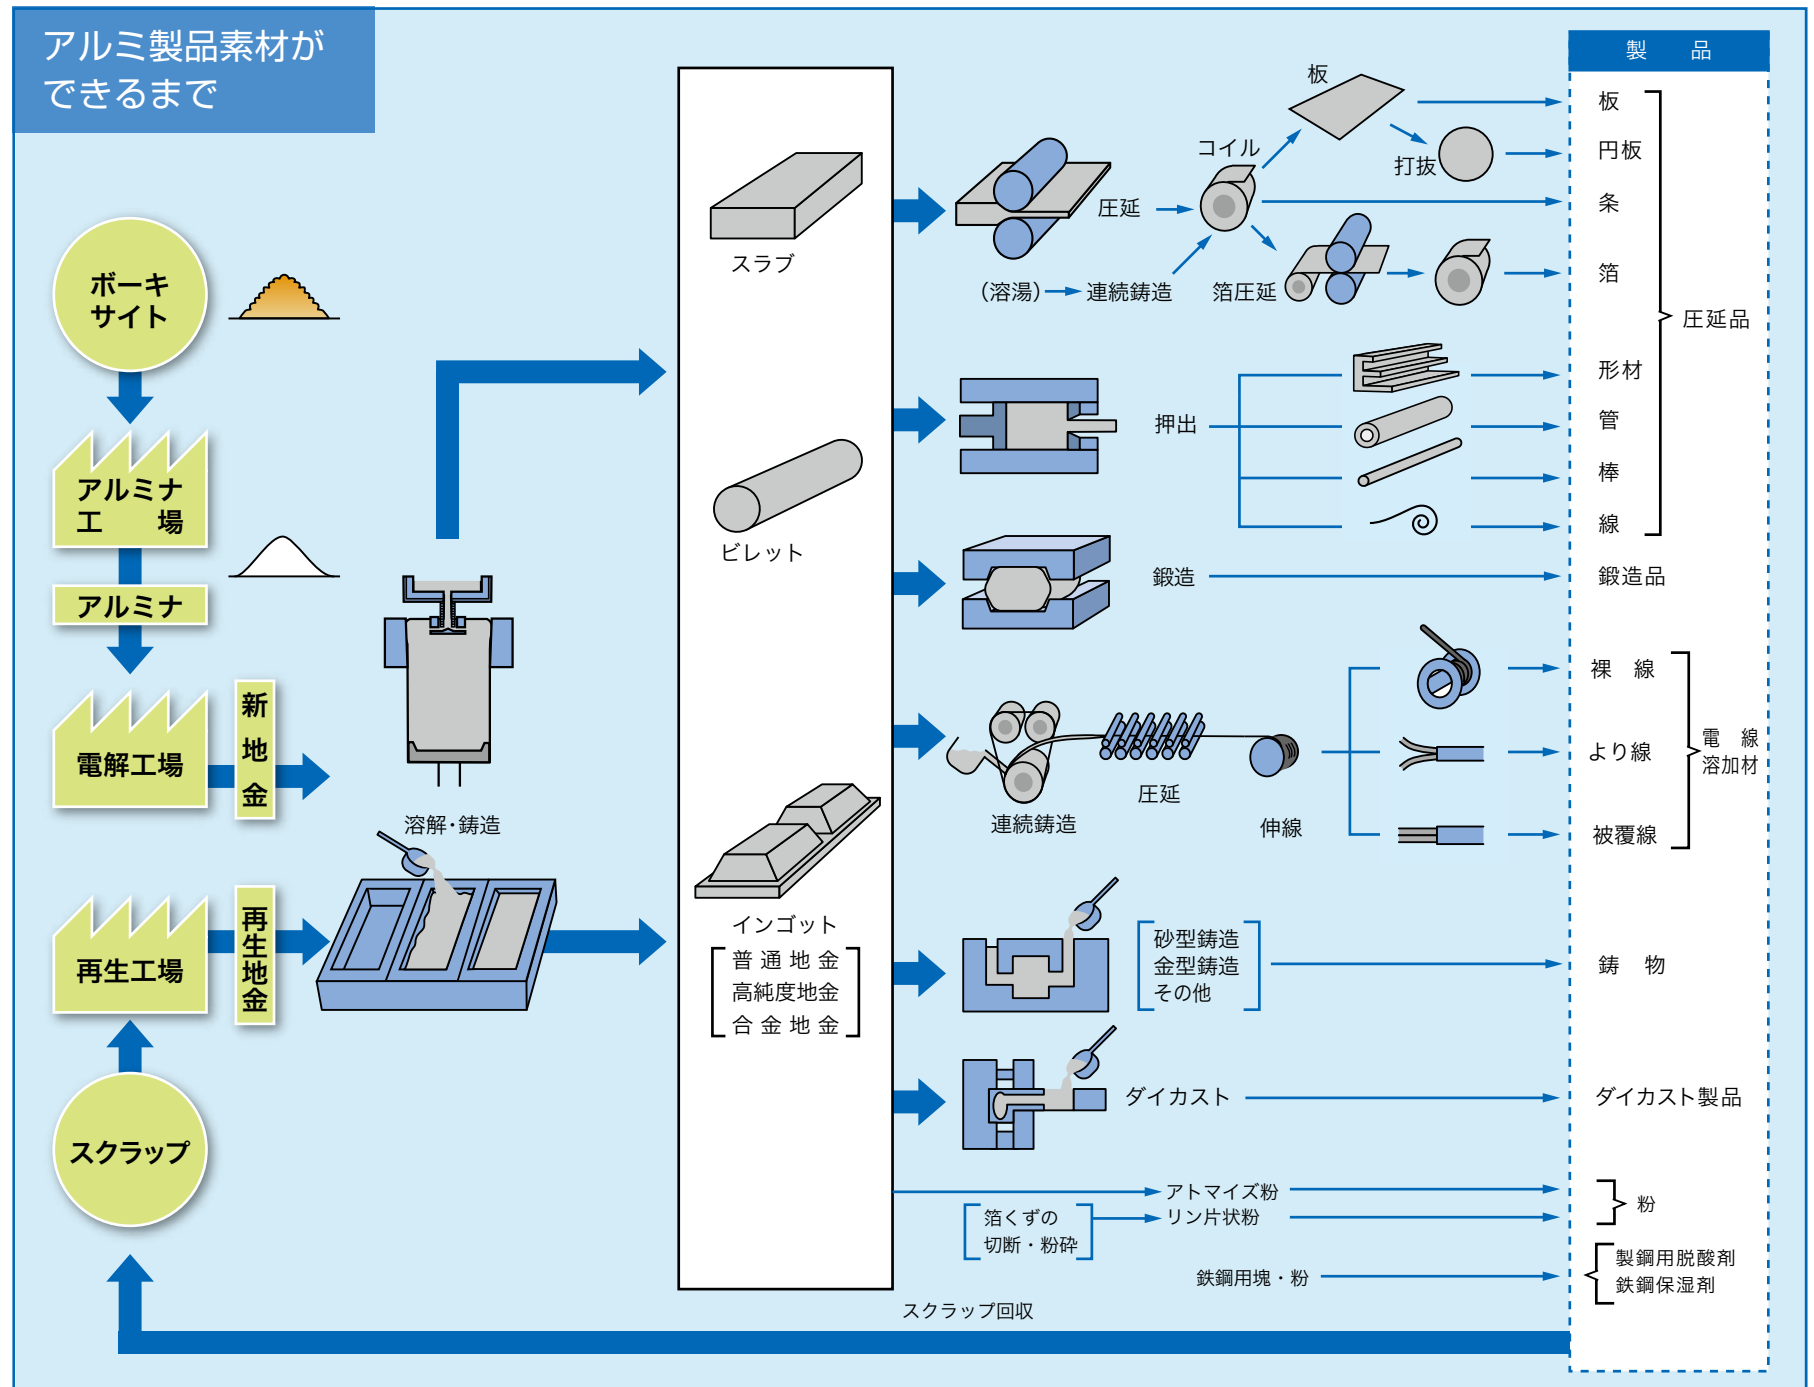 アルミ製品素材が
できるまで
ボーキ
サイト
アルミナ
工　　場
アルミナ
電解工場
新地金
再生工場
再生地金
スクラップ
溶解・鋳造
スラブ
ビレット
インゴット
普通地金
高純度地金
合金地金
圧延
コイル
板
打抜
（溶湯）
連続鋳造
箔圧延
押出
鍛造
連続鋳造
圧延
伸線
砂型鋳造
金型鋳造
その他
ダイカスト
アトマイズ粉
箔くずの
切断・粉砕
リン片状粉
鉄鋼用塊・粉
スクラップ回収
製　品
板
円板
条
箔
形材
管
棒
線
圧延品
鍛造品
裸　線
より線
被覆線
電　線
溶加材
鋳　物
ダイカスト製品
粉
製鋼用脱酸剤
鉄鋼保湿剤